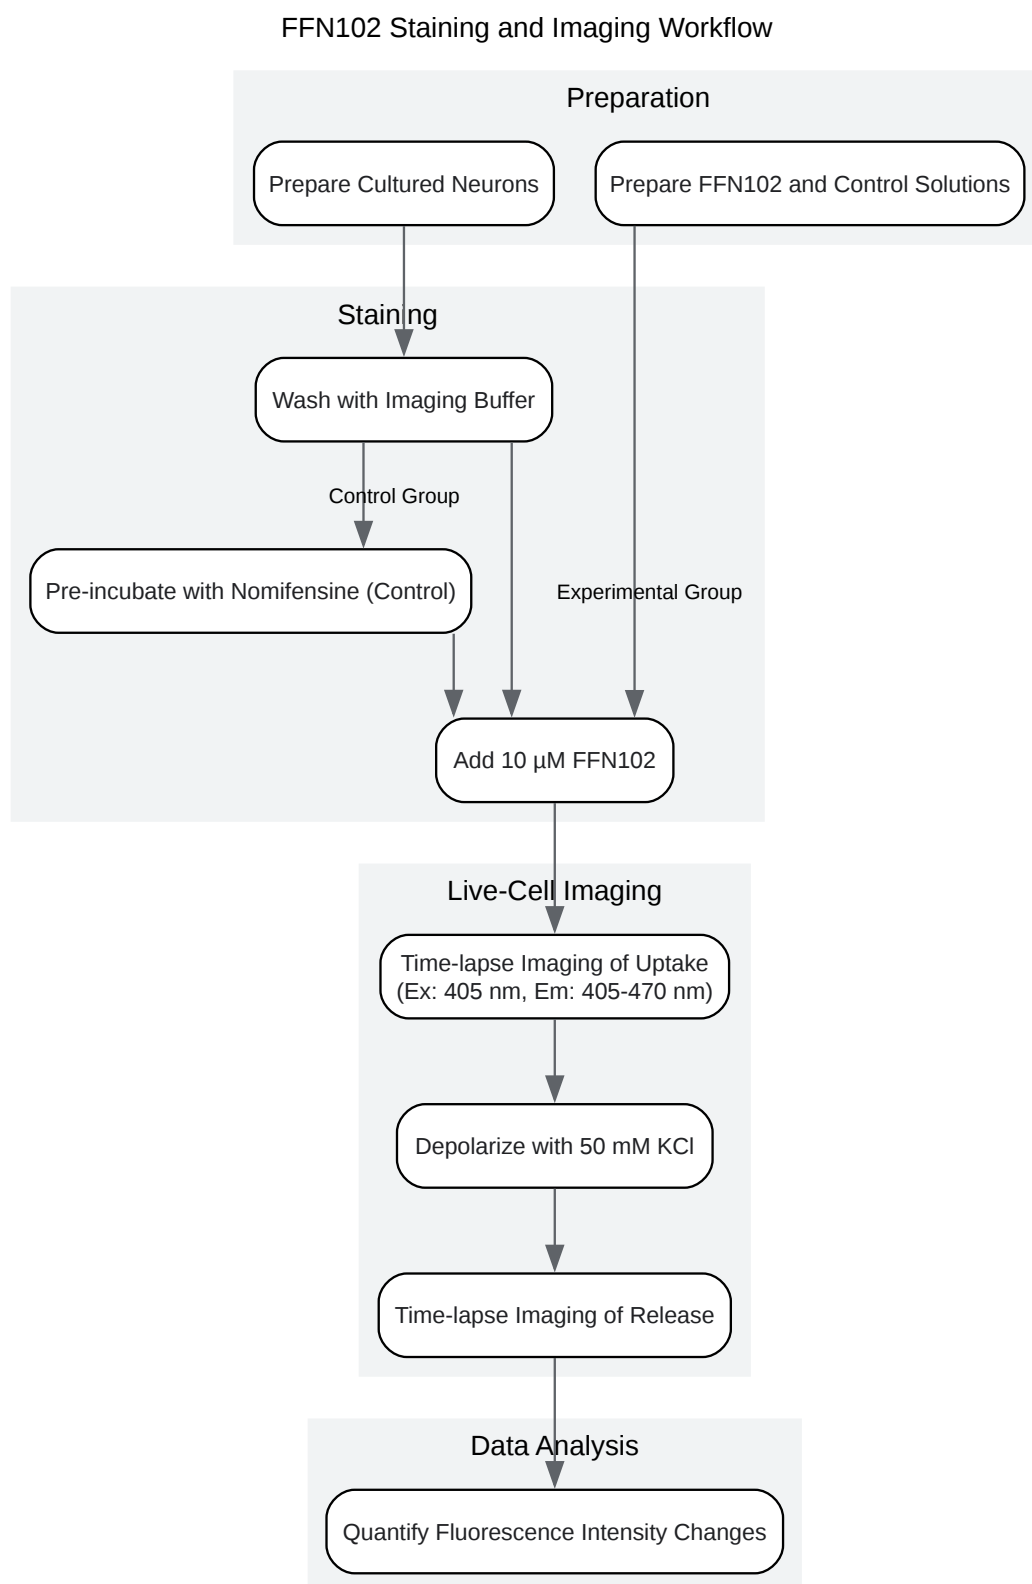 FFN102 Staining and Imaging Workflow
Preparation
Prepare Cultured Neurons
Prepare FFN102 and Control Solutions
Staining
Wash with Imaging Buffer
Control Group
Pre-incubate with Nomifensine (Control)
Experimental Group
Add 10 µM FFN102
Live-Cell Imaging
Time-lapse Imaging of Uptake
(Ex: 405 nm, Em: 405-470 nm)
Depolarize with 50 mM KCl
Time-lapse Imaging of Release
Data Analysis
Quantify Fluorescence Intensity Changes